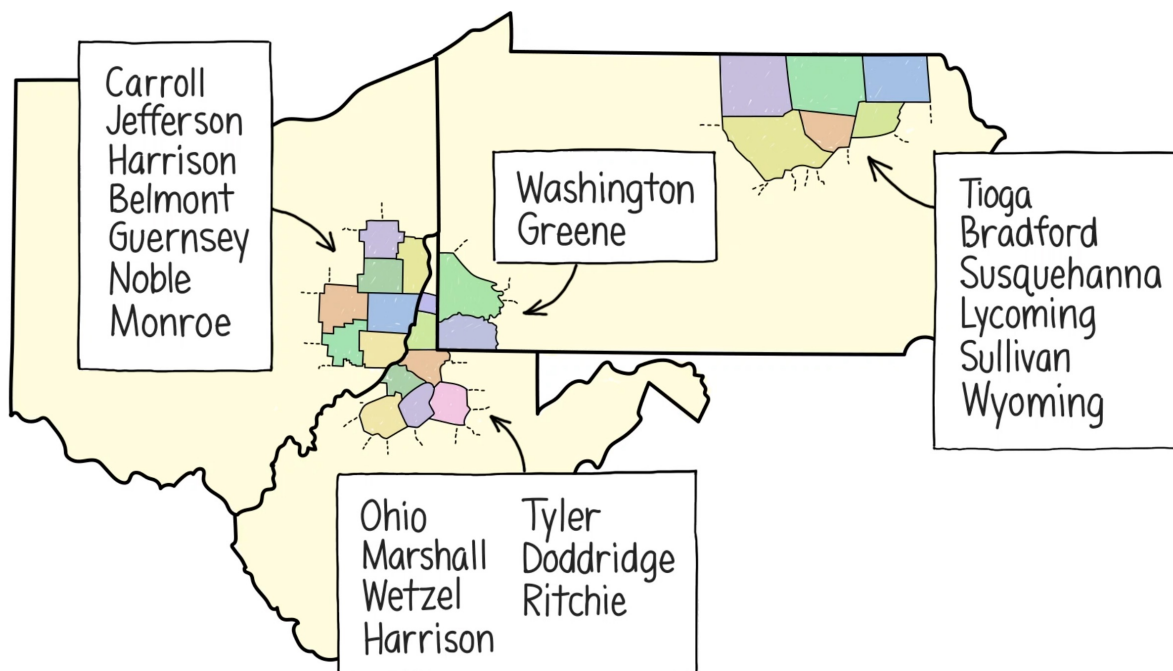 Carroll
Jefferson
Harrison
Belmont
Guernsey
Noble
Monroe
Washington
Greene
Tioga
Bradford
Susquehanna
Lycoming
Sullivan
Wyoming
Ohio
Marshall
Wetzel
Harrison
Tyler
Doddridge
Ritchie